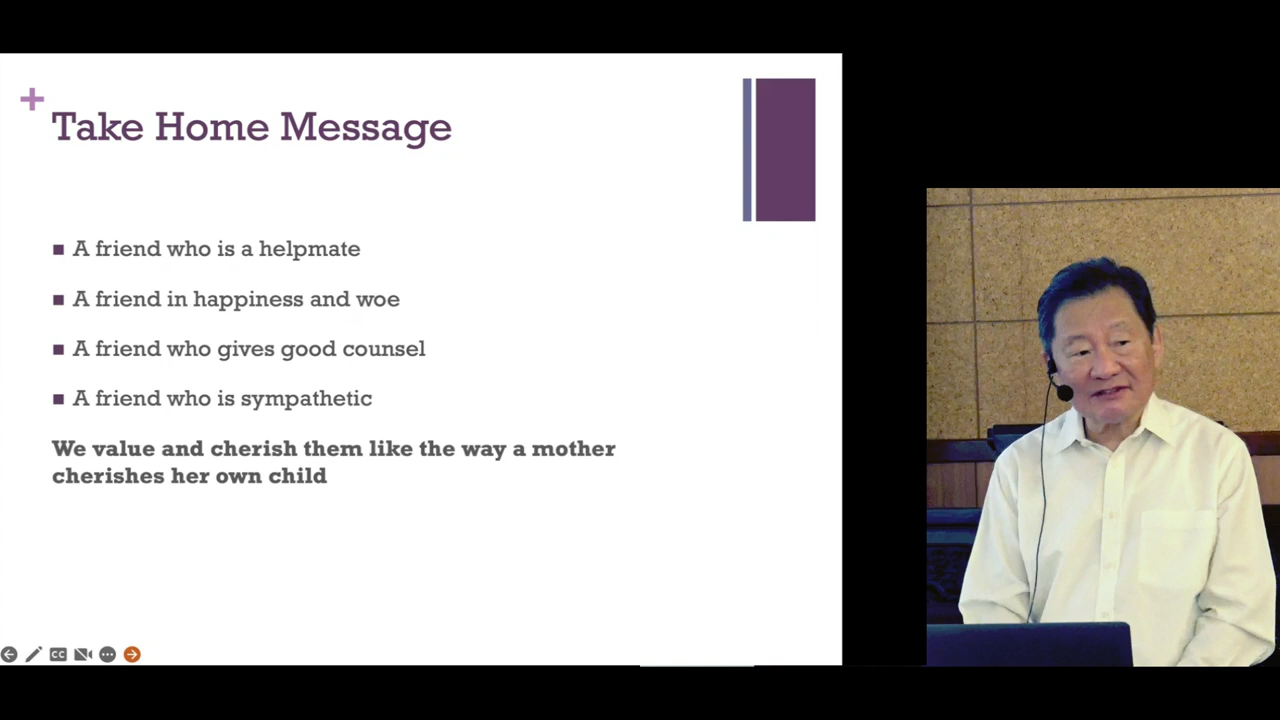 Take Home Message
A friend who is a helpmate
A friend in happiness and woe
A friend who gives good counsel
A friend who is sympathetic
We value and cherish them like the way a mother
cherishes her own child
CC